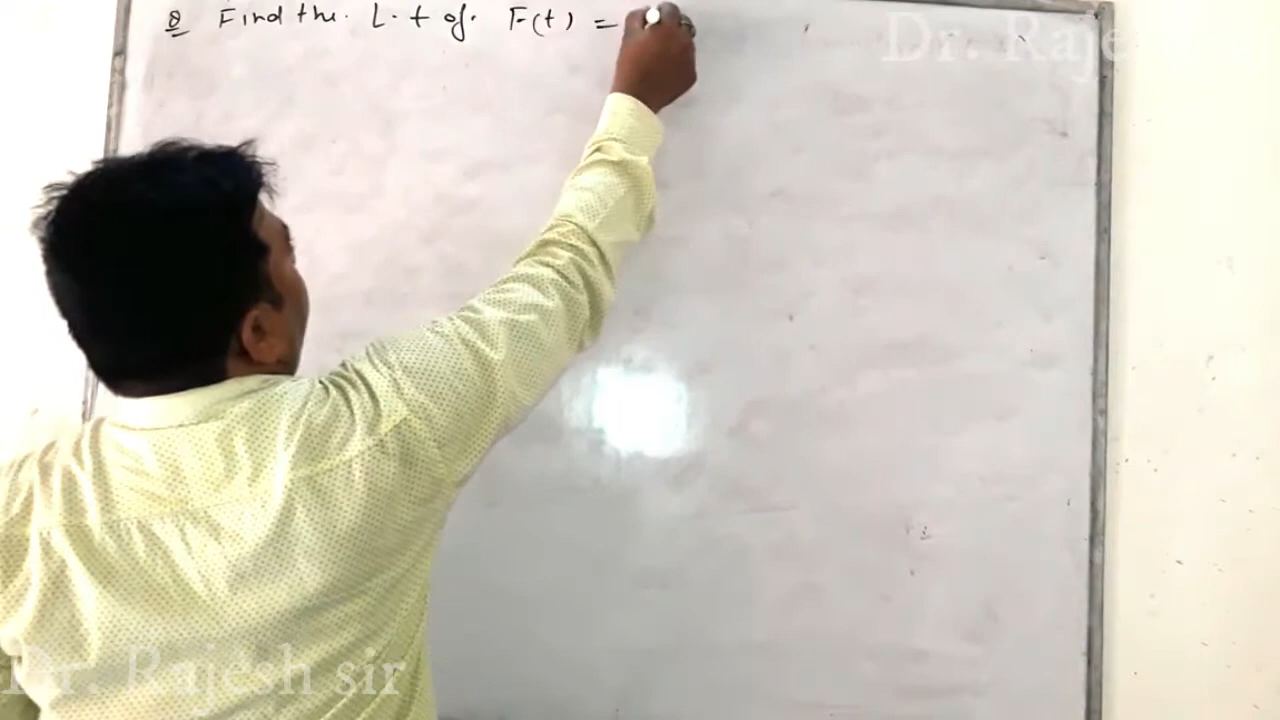 Q Find the L.t of. F(t) =
Dr. Raje
Dr. Rajesh sir